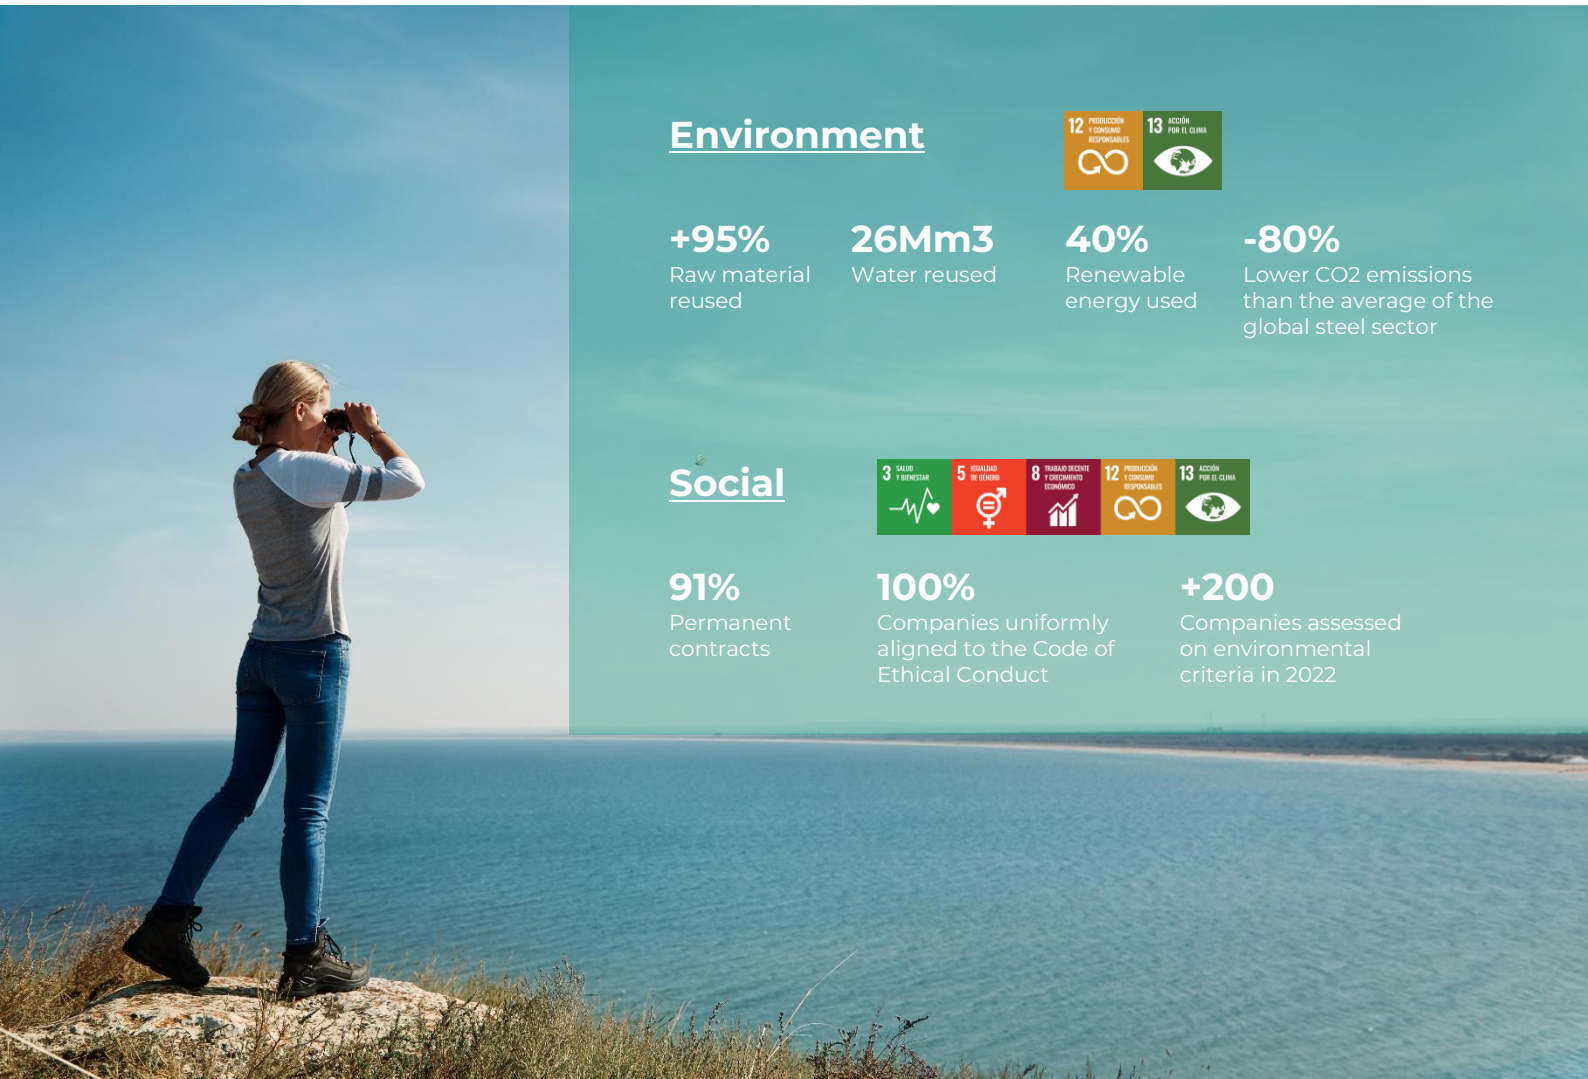 Environment
12 PRODUCCIÓN
Y CONSUMO
RESPONSABLES
13 ACCIÓN
POR EL CLIMA
+95%
Raw material
reused
26Mm3
Water reused
40%
Renewable
energy used
-80%
Lower CO2 emissions
than the average of the
global steel sector
Social
3 SALUD
Y BIENESTAR
5 IGUALDAD
DE GÉNERO
8 TRABAJO DECENTE
Y CRECIMIENTO
ECONÓMICO
12 PRODUCCIÓN
Y CONSUMO
RESPONSABLES
13 ACCIÓN
POR EL CLIMA
91%
Permanent
contracts
100%
Companies uniformly
aligned to the Code of
Ethical Conduct
+200
Companies assessed
on environmental
criteria in 2022